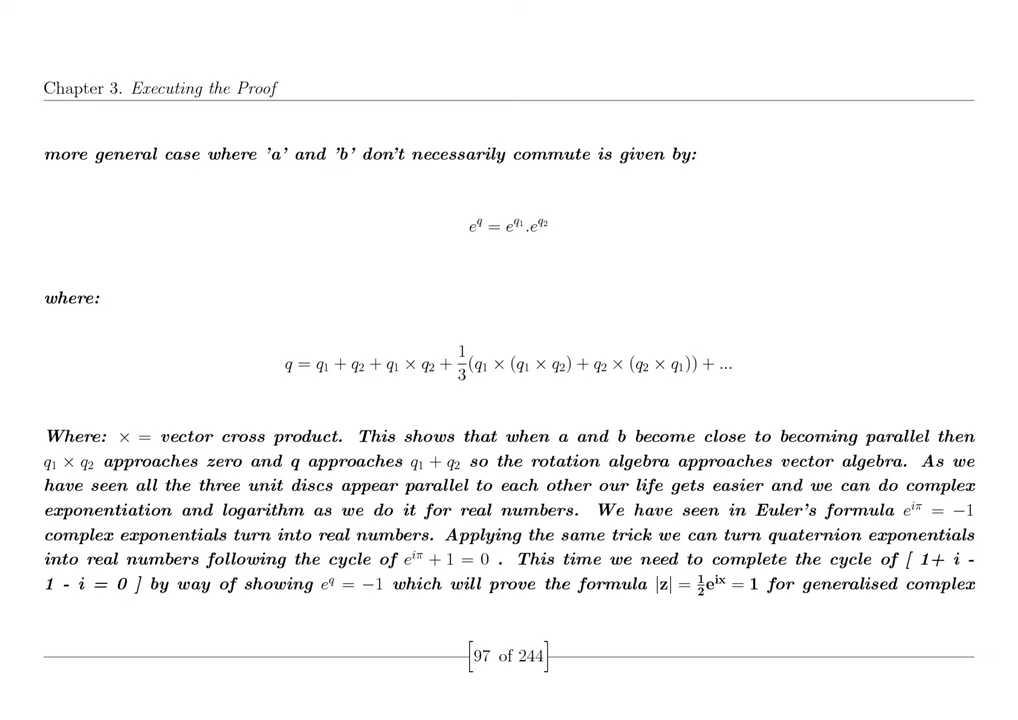 Chapter 3. Executing the Proof
more general case where 'a' and 'b' don't necessarily commute is given by:
e^q = e^{q_1}.e^{q_2}
where:
q = q_1 + q_2 + q_1 × q_2 + \frac{1}{3}(q_1 × (q_1 × q_2) + q_2 × (q_2 × q_1)) + ...
Where: × = vector cross product. This shows that when a and b become close to becoming parallel then
q_1 × q_2 approaches zero and q approaches q_1 + q_2 so the rotation algebra approaches vector algebra. As we
have seen all the three unit discs appear parallel to each other our life gets easier and we can do complex
exponentiation and logarithm as we do it for real numbers. We have seen in Euler's formula e^{iπ} = −1
complex exponentials turn into real numbers. Applying the same trick we can turn quaternion exponentials
into real numbers following the cycle of e^{iπ} + 1 = 0 . This time we need to complete the cycle of [ 1+ i -
1 - i = 0 ] by way of showing e^q = −1 which will prove the formula |z| = \frac{1}{2}e^{ix} = 1 for generalised complex
[97 of 244]